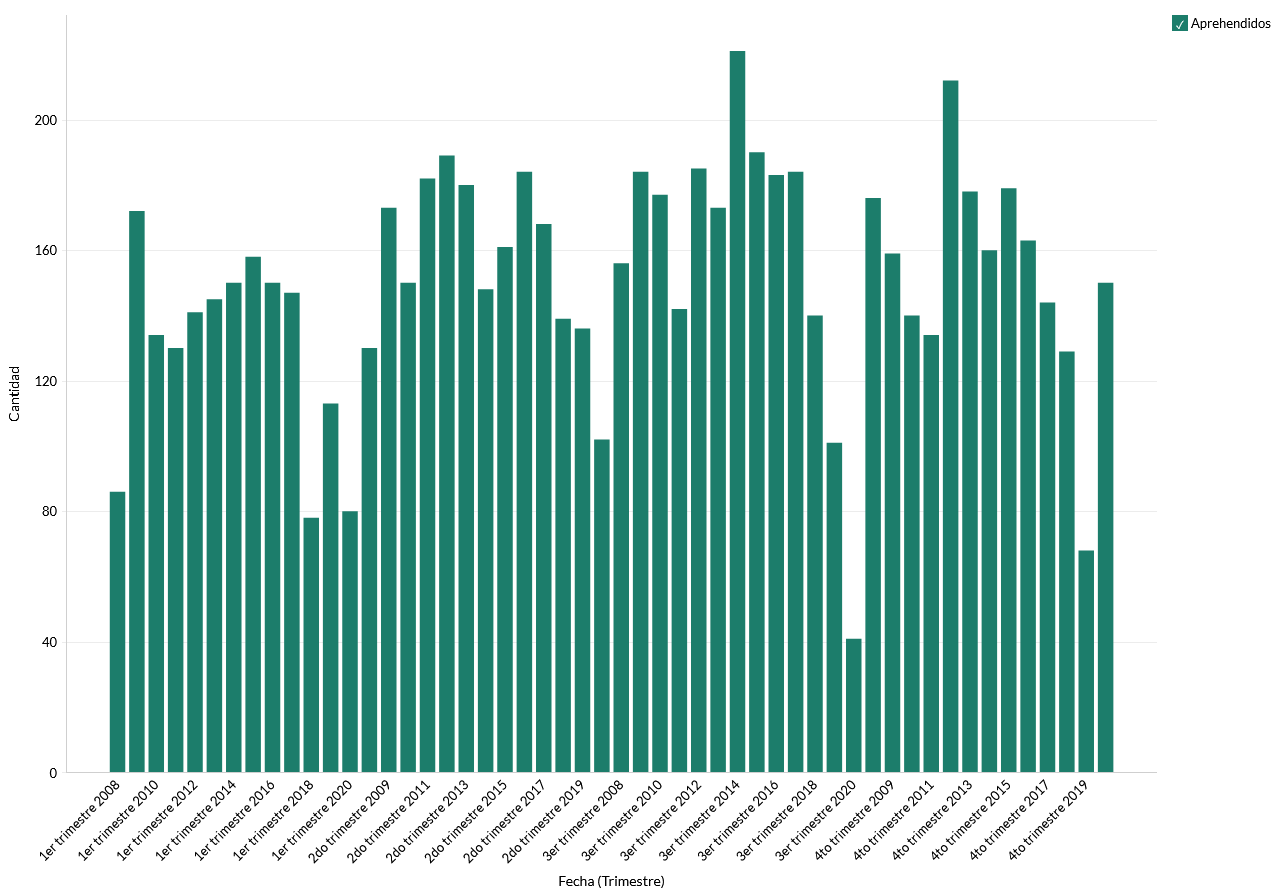 Aprehendidos
200
160
120
80
40
0
Cantidad
1er trimestre 2008
1er trimestre 2010
1er trimestre 2012
1er trimestre 2014
1er trimestre 2016
1er trimestre 2018
1er trimestre 2020
2do trimestre 2009
2do trimestre 2011
2do trimestre 2013
2do trimestre 2015
2do trimestre 2017
2do trimestre 2019
3er trimestre 2008
3er trimestre 2010
3er trimestre 2012
3er trimestre 2014
3er trimestre 2016
3er trimestre 2018
3er trimestre 2020
4to trimestre 2009
4to trimestre 2011
4to trimestre 2013
4to trimestre 2015
4to trimestre 2017
4to trimestre 2019
Fecha (Trimestre)